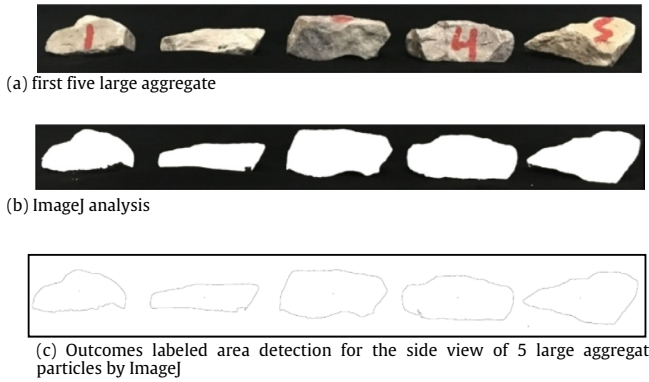 1
4
5
(a) first five large aggregate
(b) ImageJ analysis
(c) Outcomes labeled area detection for the side view of 5 large aggregat
particles by ImageJ